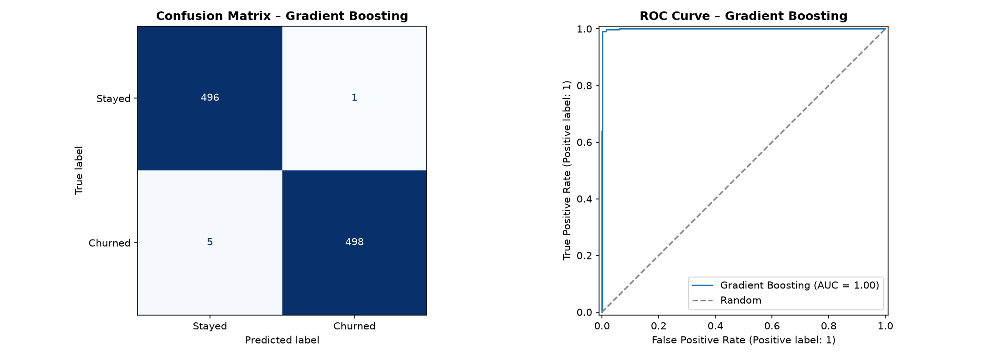 Confusion Matrix – Gradient Boosting
True label
Stayed
Churned
496
1
5
498
Stayed
Churned
Predicted label
ROC Curve – Gradient Boosting
True Positive Rate (Positive label: 1)
1.0
0.8
0.6
0.4
0.2
0.0
Gradient Boosting (AUC = 1.00)
Random
0.0
0.2
0.4
0.6
0.8
1.0
False Positive Rate (Positive label: 1)